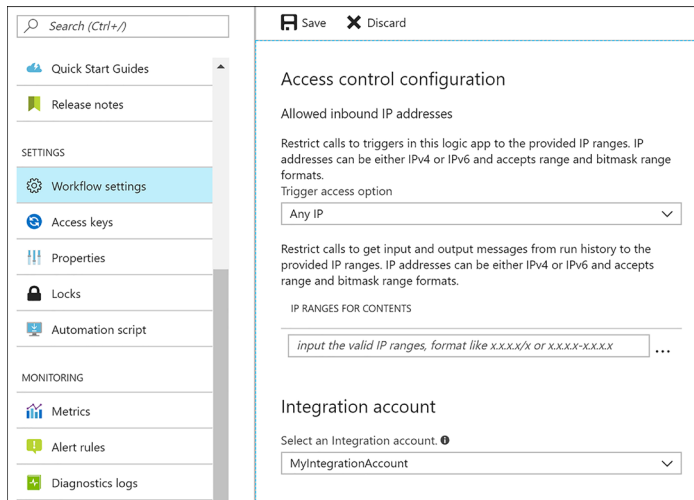 Search (Ctrl+/)
Quick Start Guides
Release notes
SETTINGS
Workflow settings
Access keys
Properties
Locks
Automation script
MONITORING
Metrics
Alert rules
Diagnostics logs
Save Discard
Access control configuration
Allowed inbound IP addresses
Restrict calls to triggers in this logic app to the provided IP ranges. IP
addresses can be either IPv4 or IPv6 and accepts range and bitmask range
formats.
Trigger access option
Any IP
Restrict calls to get input and output messages from run history to the
provided IP ranges. IP addresses can be either IPv4 or IPv6 and accepts
range and bitmask range formats.
IP RANGES FOR CONTENTS
input the valid IP ranges, format like x.x.x.x/x or x.x.x.x-x.x.x.x
...
Integration account
Select an Integration account.
MyIntegrationAccount